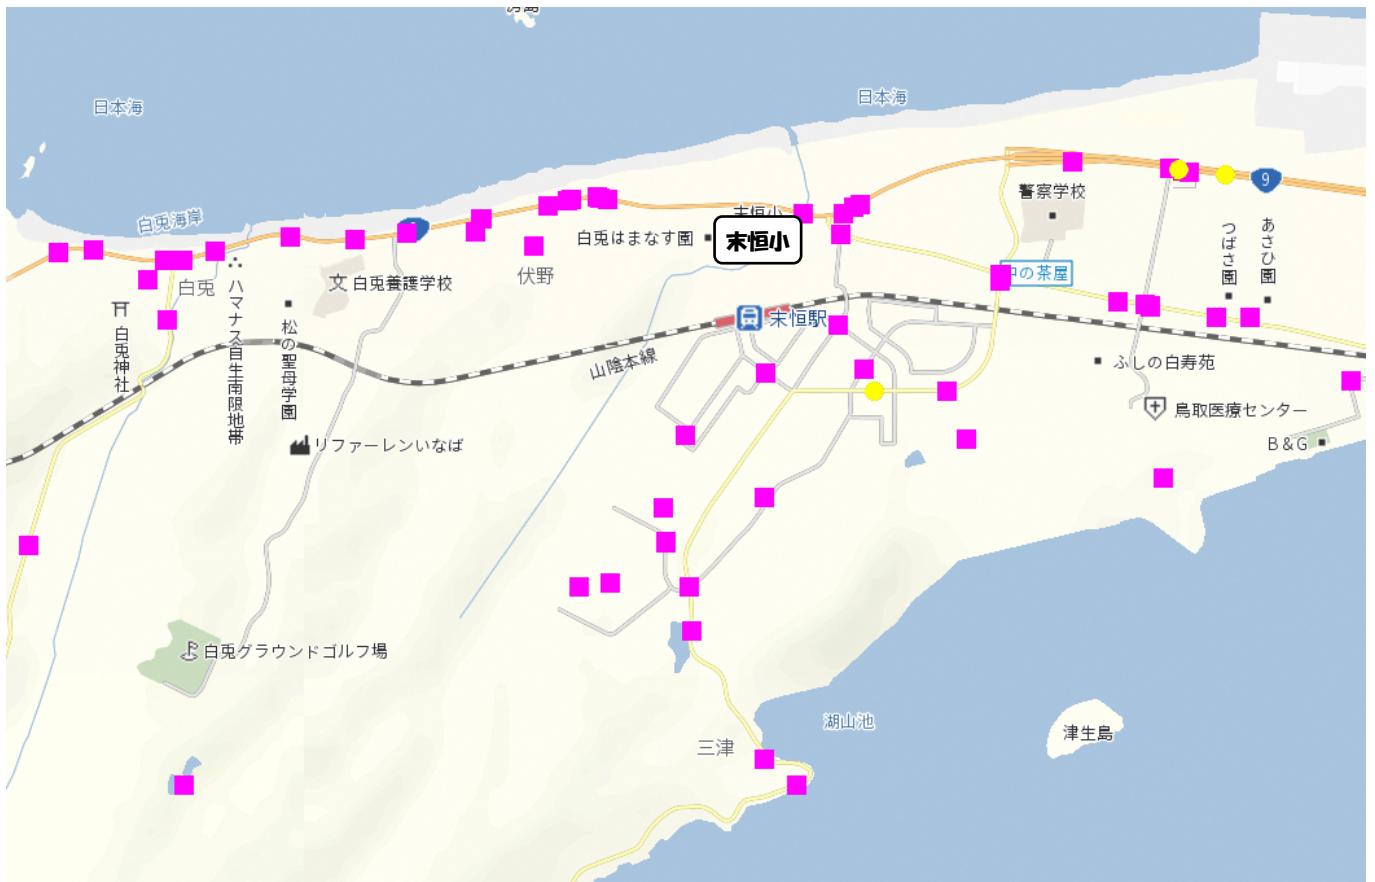 日本海
日本海
白兎海岸
9
警察学校
末恒小
末恒小
白兎はまなす園
つばさ園
あさひ園
伏野
中の茶屋
白兎
文 白兎養護学校
ハマナス自生南限地帯
松の聖母学園
白兎神社
末恒駅
山陰本線
ふしの白寿苑
鳥取医療センター
B&G
リファーレンいなば
白兎グラウンドゴルフ場
湖山池
津生島
三津